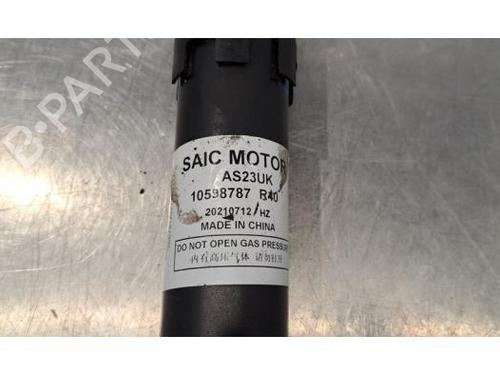 SAIC MOTOR
AS23UK
10598787 R40
20210712/HZ
MADE IN CHINA
DO NOT OPEN GAS PRESSUR
内有高压气体 请勿打开
B-PARTS